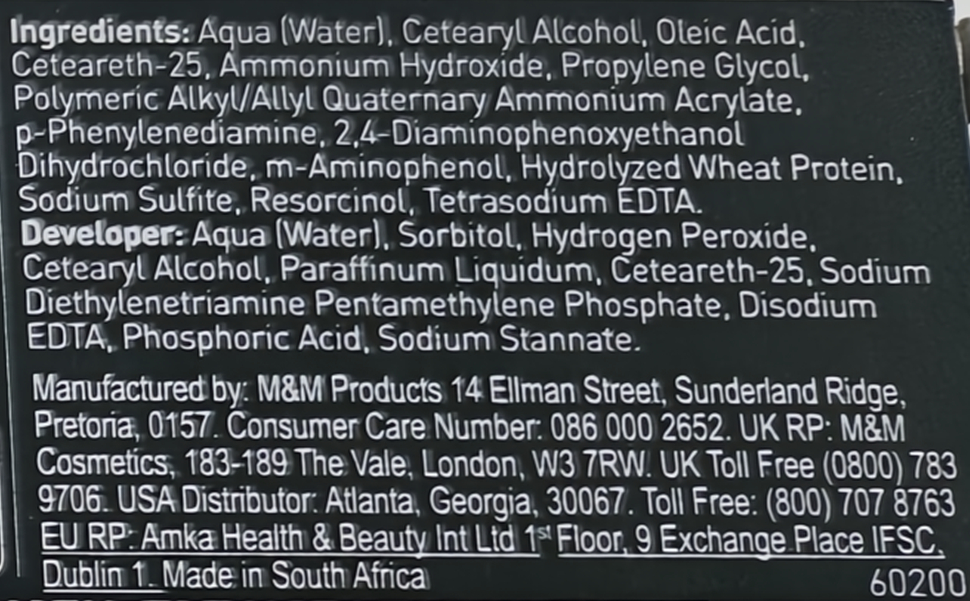 Ingredients: Aqua (Water), Cetearyl Alcohol, Oleic Acid,
Ceteareth-25, Ammonium Hydroxide, Propylene Glycol,
Polymeric Alkyl/Allyl Quaternary Ammonium Acrylate,
p-Phenylenediamine, 2,4-Diaminophenoxyethanol
Dihydrochloride, m-Aminophenol, Hydrolyzed Wheat Protein,
Sodium Sulfite, Resorcinol, Tetrasodium EDTA.
Developer: Aqua (Water), Sorbitol, Hydrogen Peroxide,
Cetearyl Alcohol, Paraffinum Liquidum, Ceteareth-25, Sodium
Diethylenetriamine Pentamethylene Phosphate, Disodium
EDTA, Phosphoric Acid, Sodium Stannate.
Manufactured by: M&M Products 14 Ellman Street, Sunderland Ridge,
Pretoria, 0157. Consumer Care Number: 086 000 2652. UK RP: M&M
Cosmetics, 183-189 The Vale, London, W3 7RW. UK Toll Free (0800) 783
9706. USA Distributor: Atlanta, Georgia, 30067. Toll Free: (800) 707 8763
EU RP: Amka Health & Beauty Int Ltd 1st Floor, 9 Exchange Place IFSC,
Dublin 1. Made in South Africa 60200